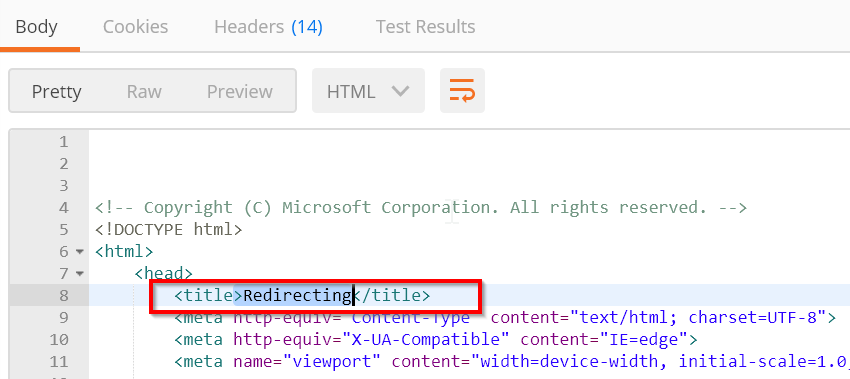 Body Cookies Headers (14) Test Results
Pretty Raw Preview HTML
1
2
3
4 <!-- Copyright (C) Microsoft Corporation. All rights reserved. -->
5 <!DOCTYPE html>
6 <html>
7 <head>
8 <title>Redirecting</title>
9 <meta http-equiv="Content-Type" content="text/html; charset=UTF-8">
10 <meta http-equiv="X-UA-Compatible" content="IE=edge">
11 <meta name="viewport" content="width=device-width, initial-scale=1.0,